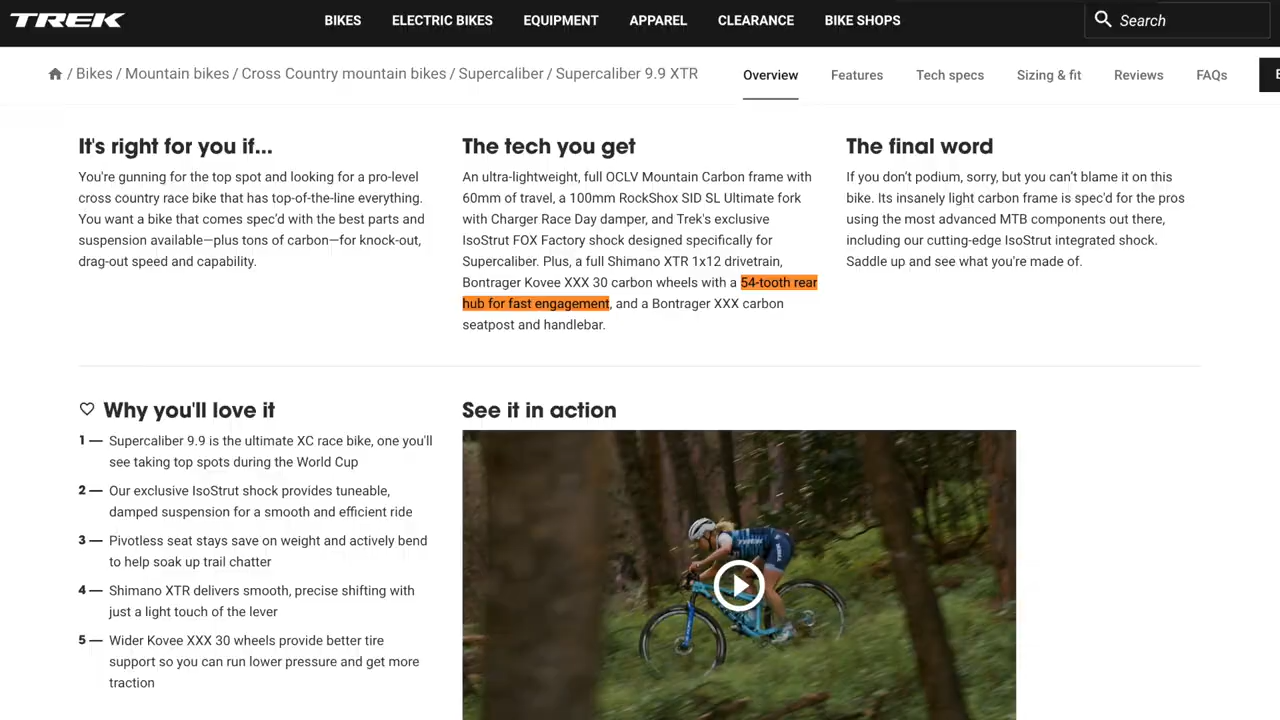 TREK
BIKES
ELECTRIC BIKES
EQUIPMENT
APPAREL
CLEARANCE
BIKE SHOPS
Search
/ Bikes / Mountain bikes / Cross Country mountain bikes / Supercaliber / Supercaliber 9.9 XTR
Overview
Features
Tech specs
Sizing & fit
Reviews
FAQs
It's right for you if...
You're gunning for the top spot and looking for a pro-level
cross country race bike that has top-of-the-line everything.
You want a bike that comes spec’d with the best parts and
suspension available—plus tons of carbon—for knock-out,
drag-out speed and capability.
The tech you get
An ultra-lightweight, full OCLV Mountain Carbon frame with
60mm of travel, a 100mm RockShox SID SL Ultimate fork
with Charger Race Day damper, and Trek's exclusive
IsoStrut FOX Factory shock designed specifically for
Supercaliber. Plus, a full Shimano XTR 1x12 drivetrain,
Bontrager Kovee XXX 30 carbon wheels with a 54-tooth rear
hub for fast engagement, and a Bontrager XXX carbon
seatpost and handlebar.
The final word
If you don’t podium, sorry, but you can’t blame it on this
bike. Its insanely light carbon frame is spec'd for the pros
using the most advanced MTB components out there,
including our cutting-edge IsoStrut integrated shock.
Saddle up and see what you're made of.
Why you'll love it
1 — Supercaliber 9.9 is the ultimate XC race bike, one you'll
see taking top spots during the World Cup
2 — Our exclusive IsoStrut shock provides tuneable,
damped suspension for a smooth and efficient ride
3 — Pivotless seat stays save on weight and actively bend
to help soak up trail chatter
4 — Shimano XTR delivers smooth, precise shifting with
just a light touch of the lever
5 — Wider Kovee XXX 30 wheels provide better tire
support so you can run lower pressure and get more
traction
See it in action
TREK
TREK